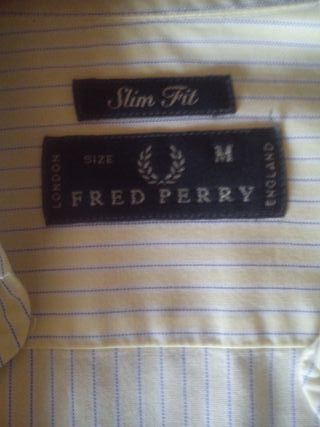 Slim Fit
LONDON
SIZE M
FRED PERRY
ENGLAND